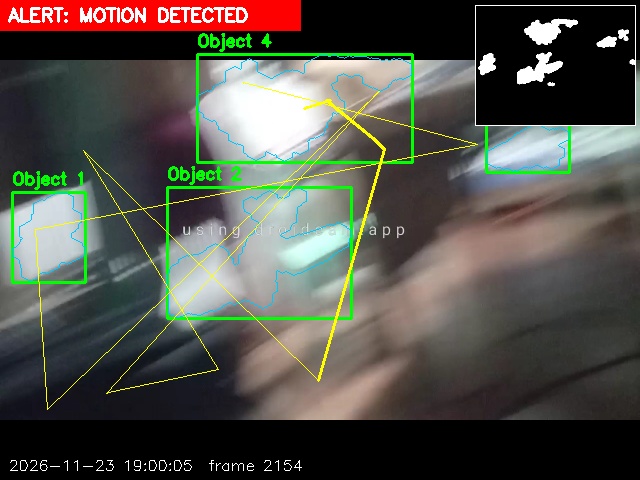 ALERT: MOTION DETECTED
Object 4
Object 1
Object 2
using app
2026-11-23 19:00:05 frame 2154